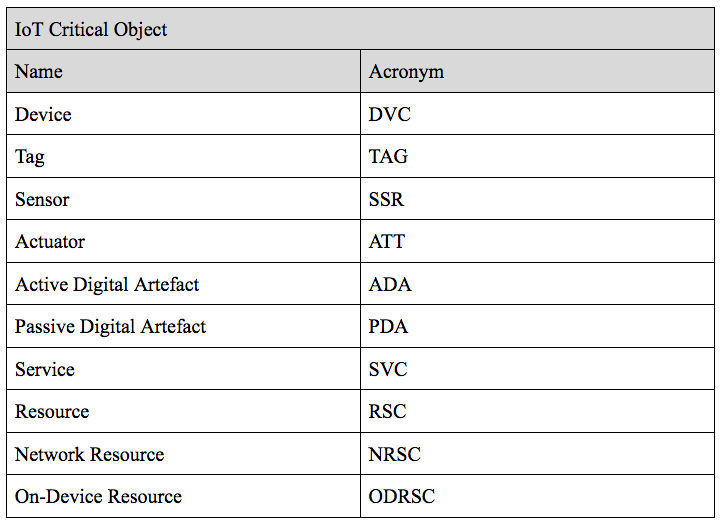 IoT Critical Object
Name Acronym
Device DVC
Tag TAG
Sensor SSR
Actuator ATT
Active Digital Artefact ADA
Passive Digital Artefact PDA
Service SVC
Resource RSC
Network Resource NRSC
On-Device Resource ODRSC